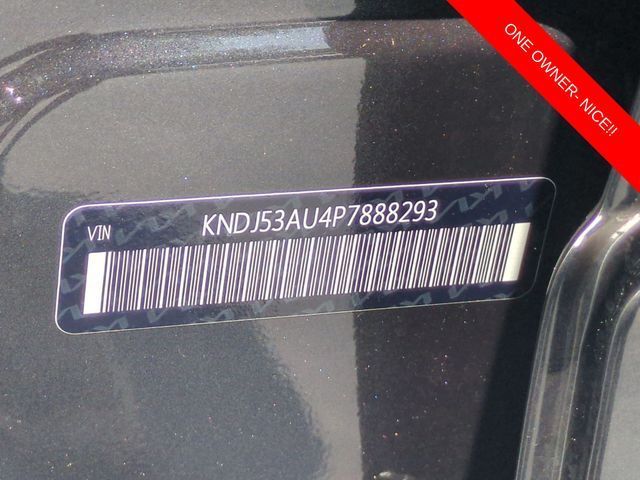 ONE OWNER- NICE!!
VIN
KNDJ53AU4P7888293